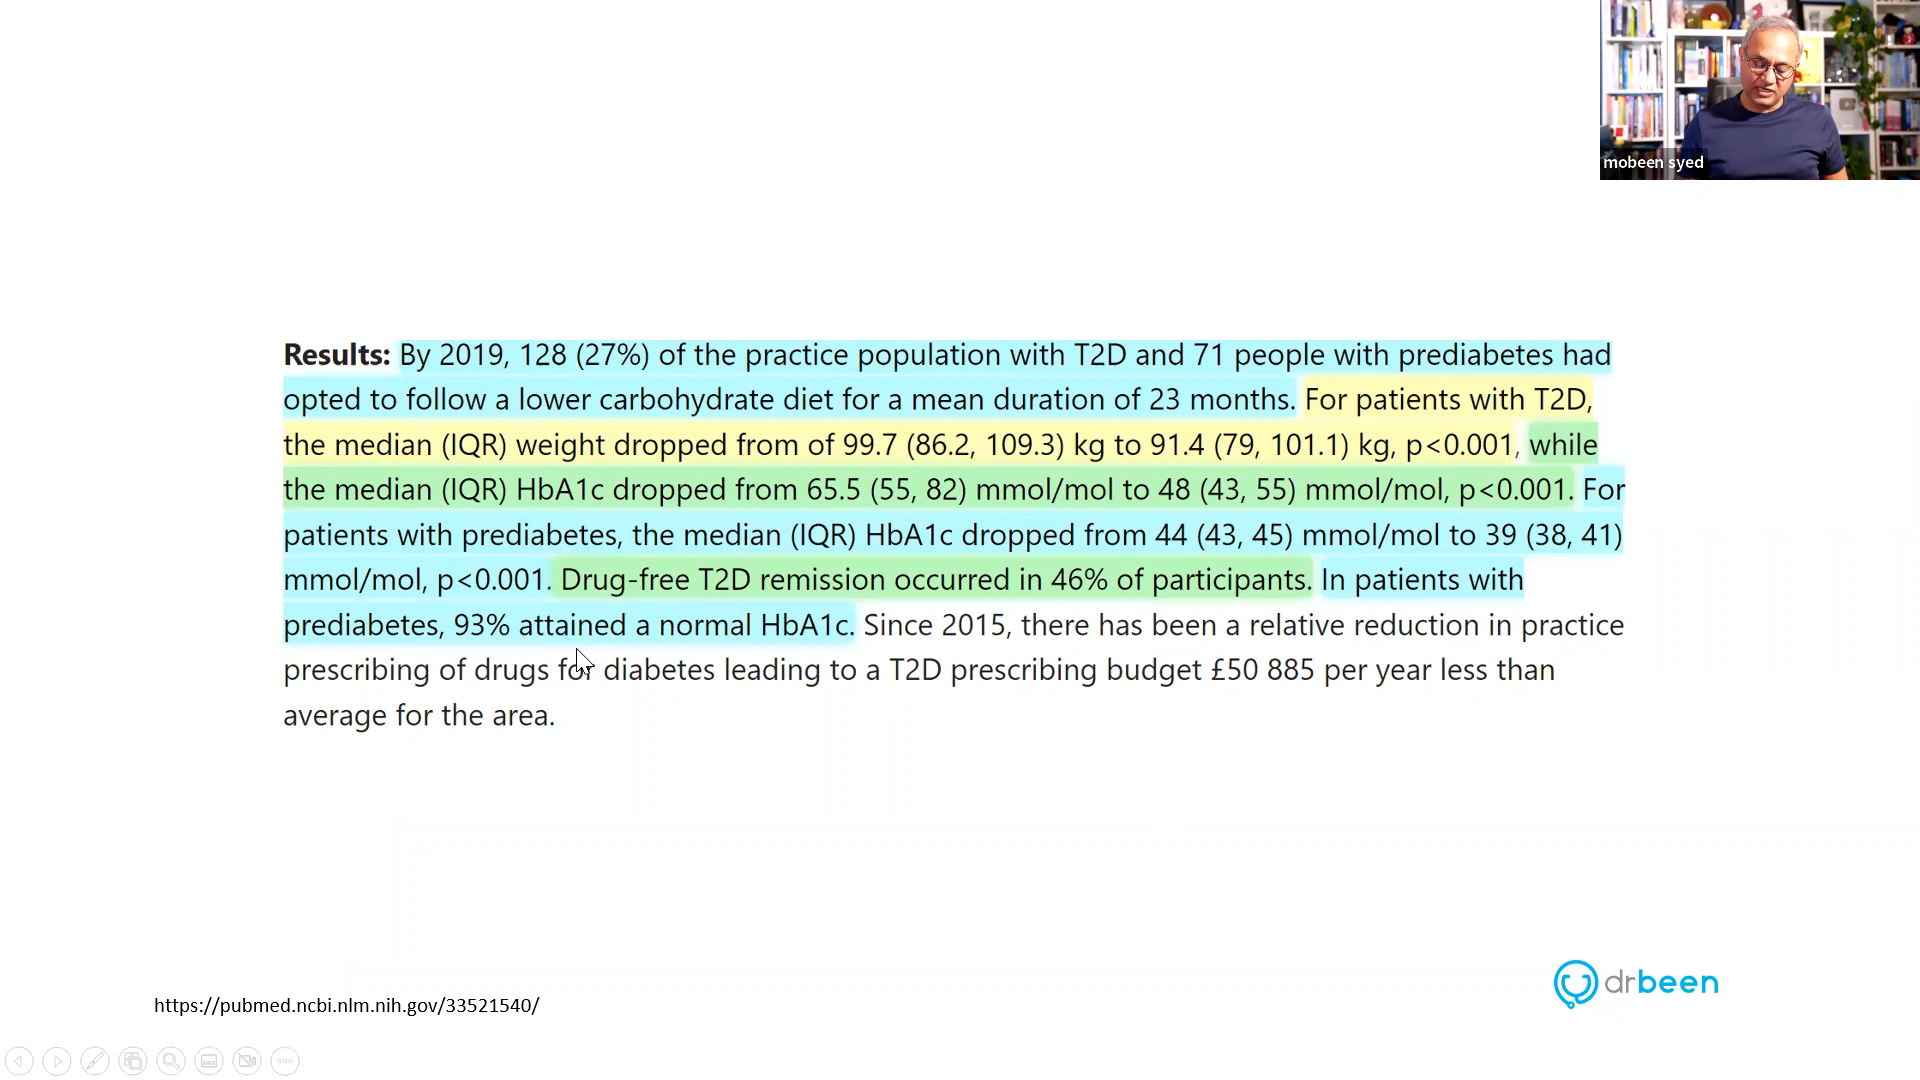 mobeen syed
Results: By 2019, 128 (27%) of the practice population with T2D and 71 people with prediabetes had
opted to follow a lower carbohydrate diet for a mean duration of 23 months. For patients with T2D,
the median (IQR) weight dropped from of 99.7 (86.2, 109.3) kg to 91.4 (79, 101.1) kg, p<0.001, while
the median (IQR) HbA1c dropped from 65.5 (55, 82) mmol/mol to 48 (43, 55) mmol/mol, p<0.001. For
patients with prediabetes, the median (IQR) HbA1c dropped from 44 (43, 45) mmol/mol to 39 (38, 41)
mmol/mol, p<0.001. Drug-free T2D remission occurred in 46% of participants. In patients with
prediabetes, 93% attained a normal HbA1c. Since 2015, there has been a relative reduction in practice
prescribing of drugs for diabetes leading to a T2D prescribing budget £50 885 per year less than
average for the area.
drbeen
https://pubmed.ncbi.nlm.nih.gov/33521540/